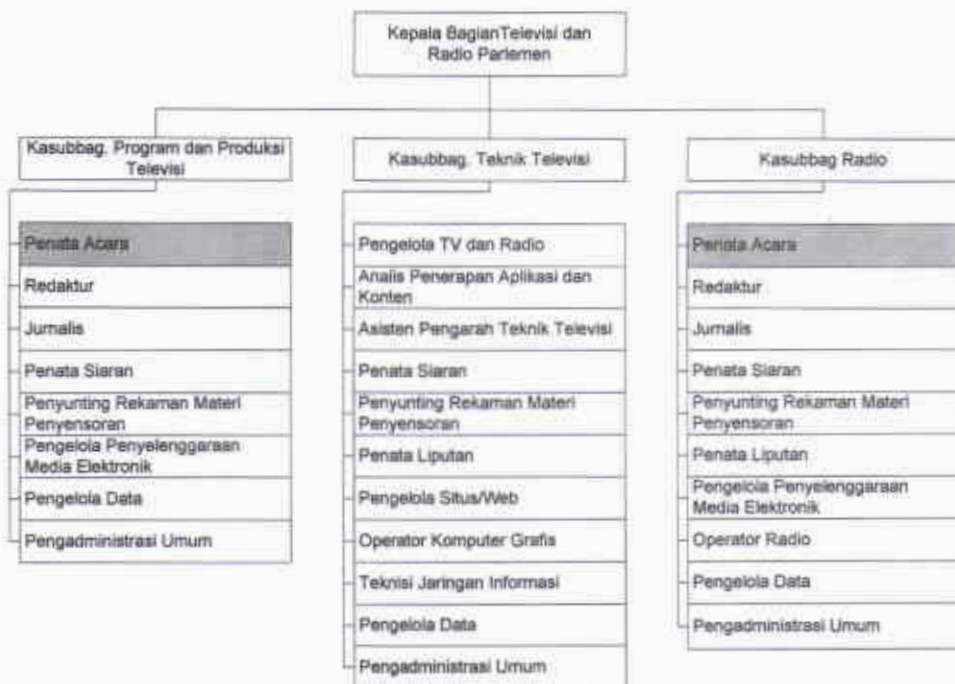 Kepala BagianTelevisi dan
Radio Parlemen
Kasubbag. Program dan Produksi
Televisi
Penata Acara
Redaktur
Jurnalis
Penata Siaran
Penyunting Rekaman Materi
Penyensoran
Pengelola Penyelenggaraan
Media Elektronik
Pengelola Data
Pengadministrasi Umum
Kasubbag. Teknik Televisi
Pengelola TV dan Radio
Analis Penerapan Aplikasi dan
Konten
Asisten Pengarah Teknik Televisi
Penata Siaran
Penyunting Rekaman Materi
Penyensoran
Penata Liputan
Pengelola Situs/Web
Operator Komputer Grafis
Teknisi Jaringan Informasi
Pengelola Data
Pengadministrasi Umum
Kasubbag Radio
Penata Acara
Redaktur
Jurnalis
Penata Siaran
Penyunting Rekaman Materi
Penyensoran
Penata Liputan
Pengelola Penyelenggaraan
Media Elektronik
Operator Radio
Pengelola Data
Pengadministrasi Umum